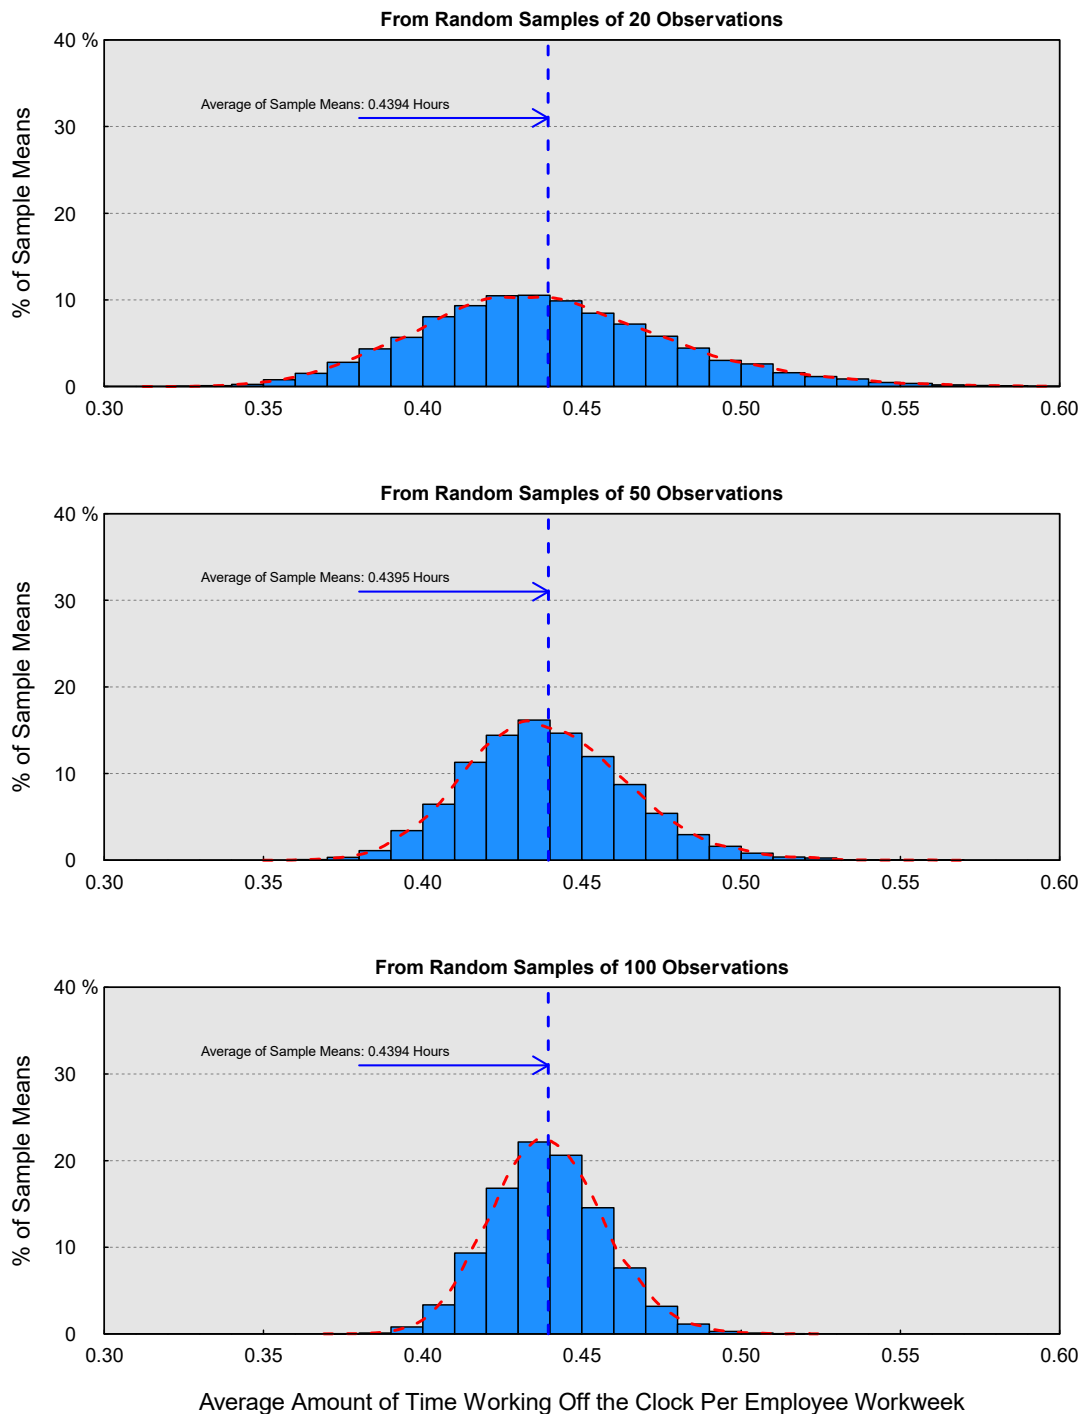 From Random Samples of 20 Observations
40 %
Average of Sample Means: 0.4394 Hours
30
% of Sample Means
20
10
0
0.30 0.35 0.40 0.45 0.50 0.55 0.60
From Random Samples of 50 Observations
40 %
Average of Sample Means: 0.4395 Hours
30
% of Sample Means
20
10
0
0.30 0.35 0.40 0.45 0.50 0.55 0.60
From Random Samples of 100 Observations
40 %
Average of Sample Means: 0.4394 Hours
30
% of Sample Means
20
10
0
0.30 0.35 0.40 0.45 0.50 0.55 0.60
Average Amount of Time Working Off the Clock Per Employee Workweek